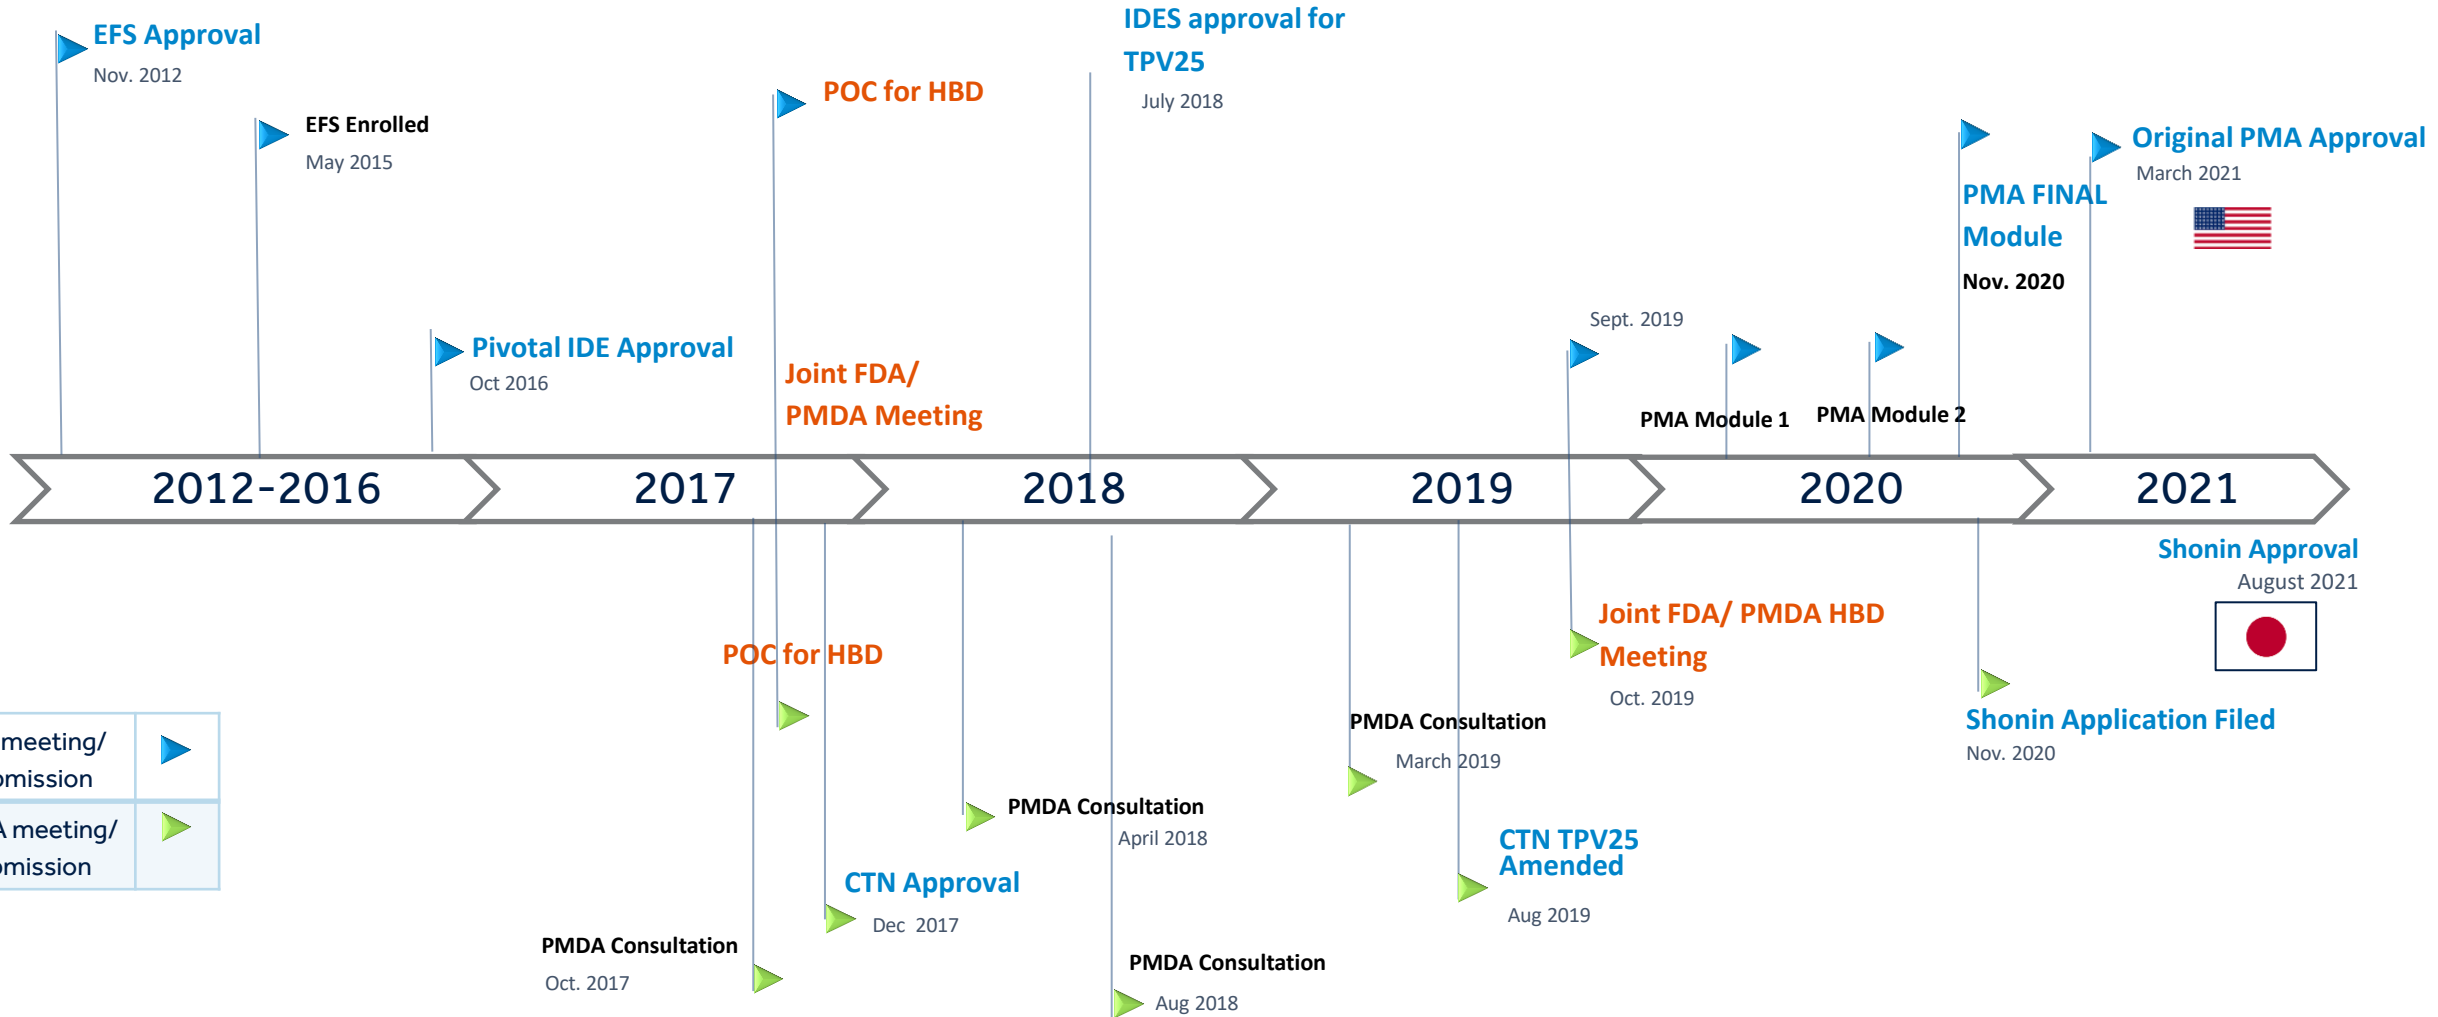 EFS Approval
Nov. 2012
EFS Enrolled
May 2015
Pivotal IDE Approval
Oct 2016
POC for HBD
Joint FDA/
PMDA Meeting
IDES approval for
TPV25
July 2018
Sept. 2019
PMA Module 1
PMA Module 2
PMA FINAL
Module
Nov. 2020
Original PMA Approval
March 2021
2012-2016
2017
2018
2019
2020
2021
POC for HBD
PMDA Consultation
Oct. 2017
CTN Approval
Dec 2017
PMDA Consultation
April 2018
PMDA Consultation
Aug 2018
PMDA Consultation
March 2019
CTN TPV25
Amended
Aug 2019
Joint FDA/ PMDA HBD
Meeting
Oct. 2019
Shonin Application Filed
Nov. 2020
Shonin Approval
August 2021
meeting/
meeting/